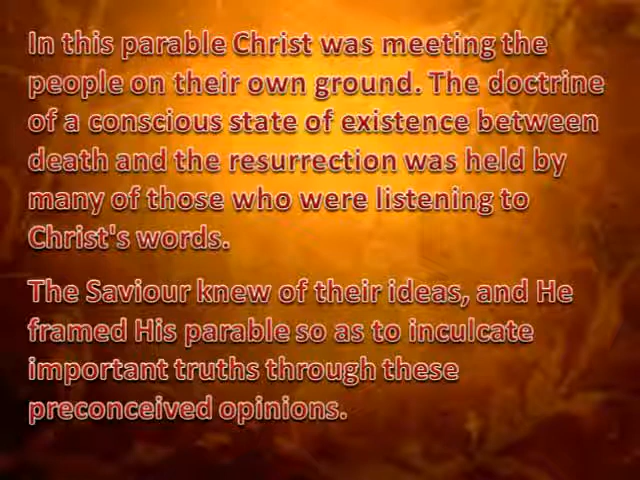 In this parable Christ was meeting the
people on their own ground. The doctrine
of a conscious state of existence between
death and the resurrection was held by
many of those who were listening to
Christ's words.
The Saviour knew of their ideas, and He
framed His parable so as to inculcate
important truths through these
preconceived opinions.